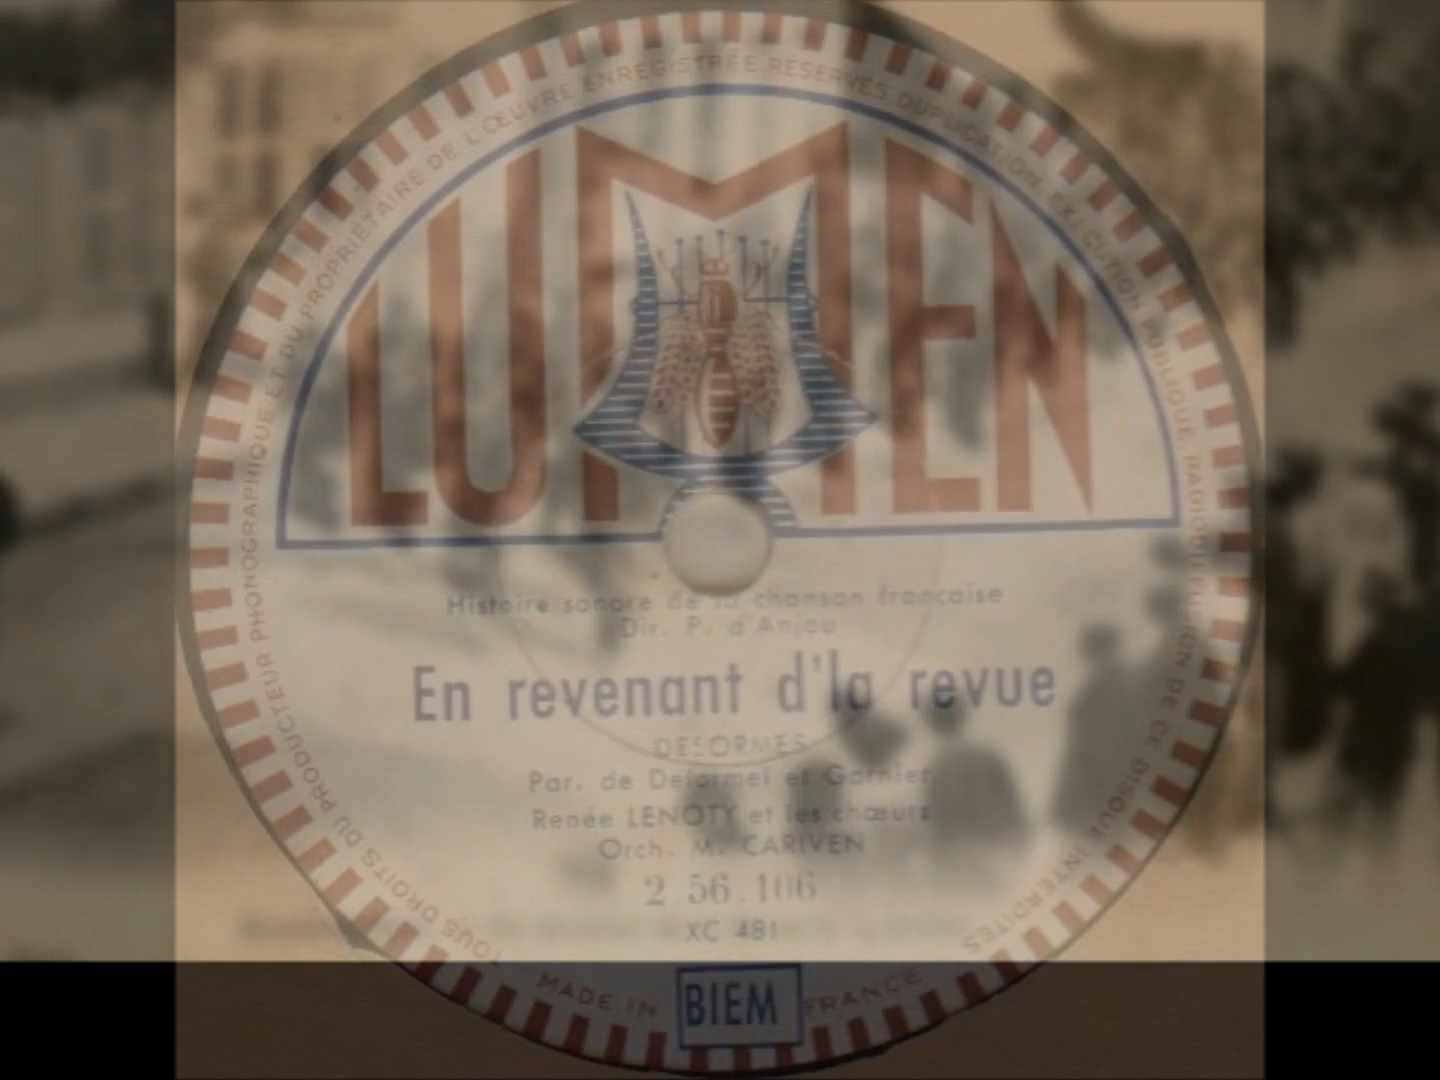 TOUS DROITS DU PRODUCTEUR PHONOGRAPHIQUE ET DU PROPRIÉTAIRE DE L'ŒUVRE ENREGISTRÉE RÉSERVÉS. DUPLICATION, EXÉCUTION PUBLIQUE, RADIODIFFUSION DE CE DISQUE INTERDITES
LUMEN
Histoire sonore de la chanson française
Dir. P. d'Anjou
En revenant d'la revue
DESORMES
Par. de Delormel et Garnier
Renée LENOTY et les chœurs
Orch. M. CARIVEN
2 56.106
XC 481
MADE IN FRANCE
BIEM